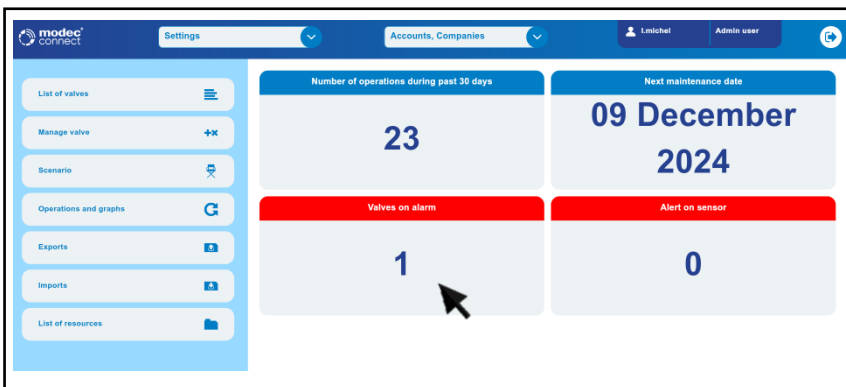 modec
connect
Settings
Accounts, Companies
l.michel
Admin user
List of valves
Manage valve
Scenario
Operations and graphs
Exports
Imports
List of resources
Number of operations during past 30 days
23
Next maintenance date
09 December
2024
Valves on alarm
1
Alert on sensor
0